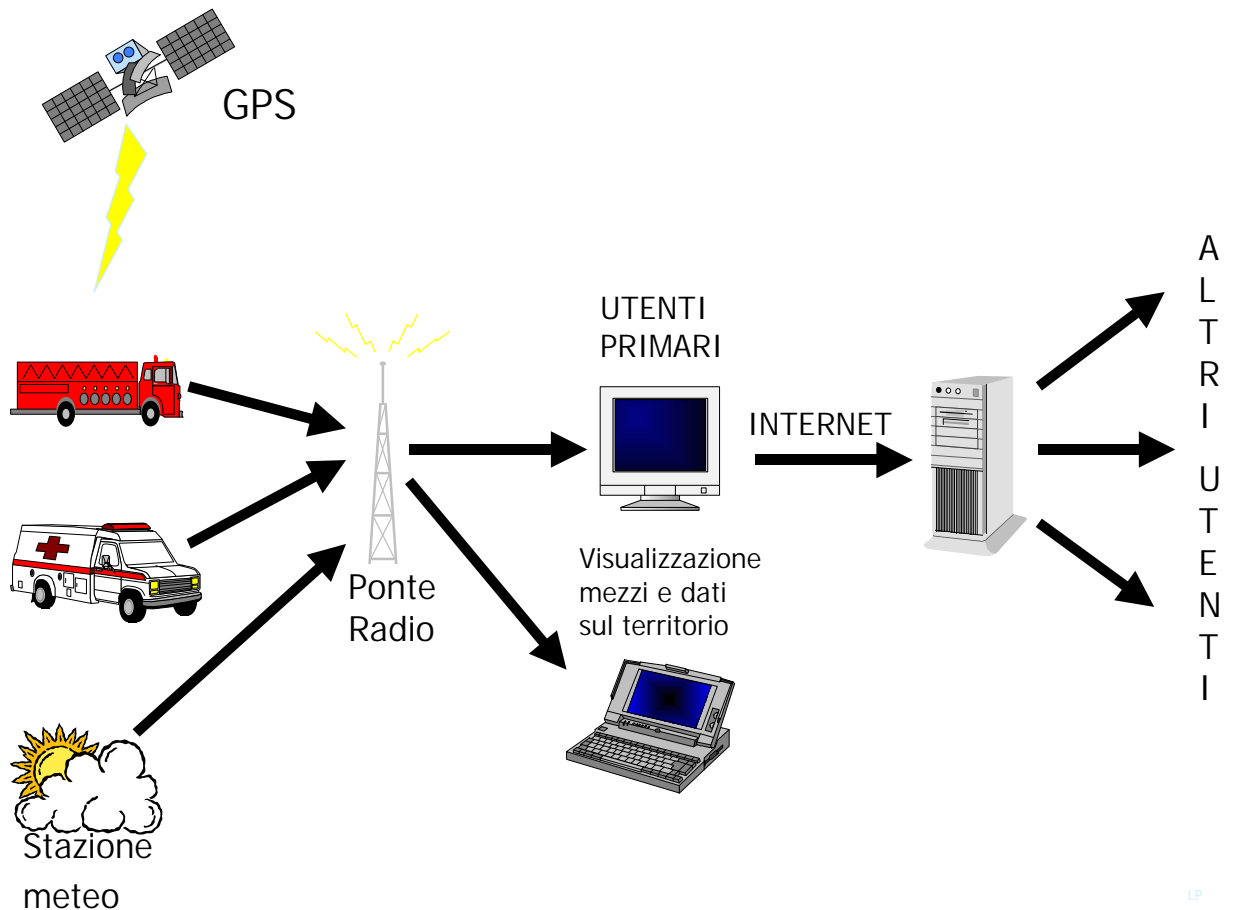 GPS
UTENTI
PRIMARI
INTERNET
Ponte
Radio
Visualizzazione
mezzi e dati
sul territorio
Stazione
meteo
A
L
T
R
I
U
T
E
N
T
I
LP